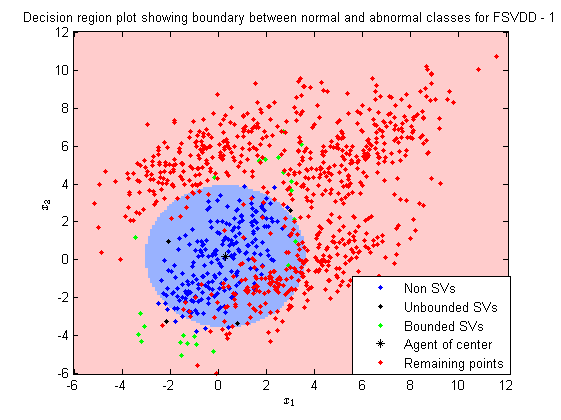 Decision region plot showing boundary between normal and abnormal classes for FSVDD - 1
12
10
8
6
4
2
0
-2
-4
-6
x2
-6 -4 -2 0 2 4 6 8 10 12
x1
Non SVs
Unbounded SVs
Bounded SVs
Agent of center
Remaining points